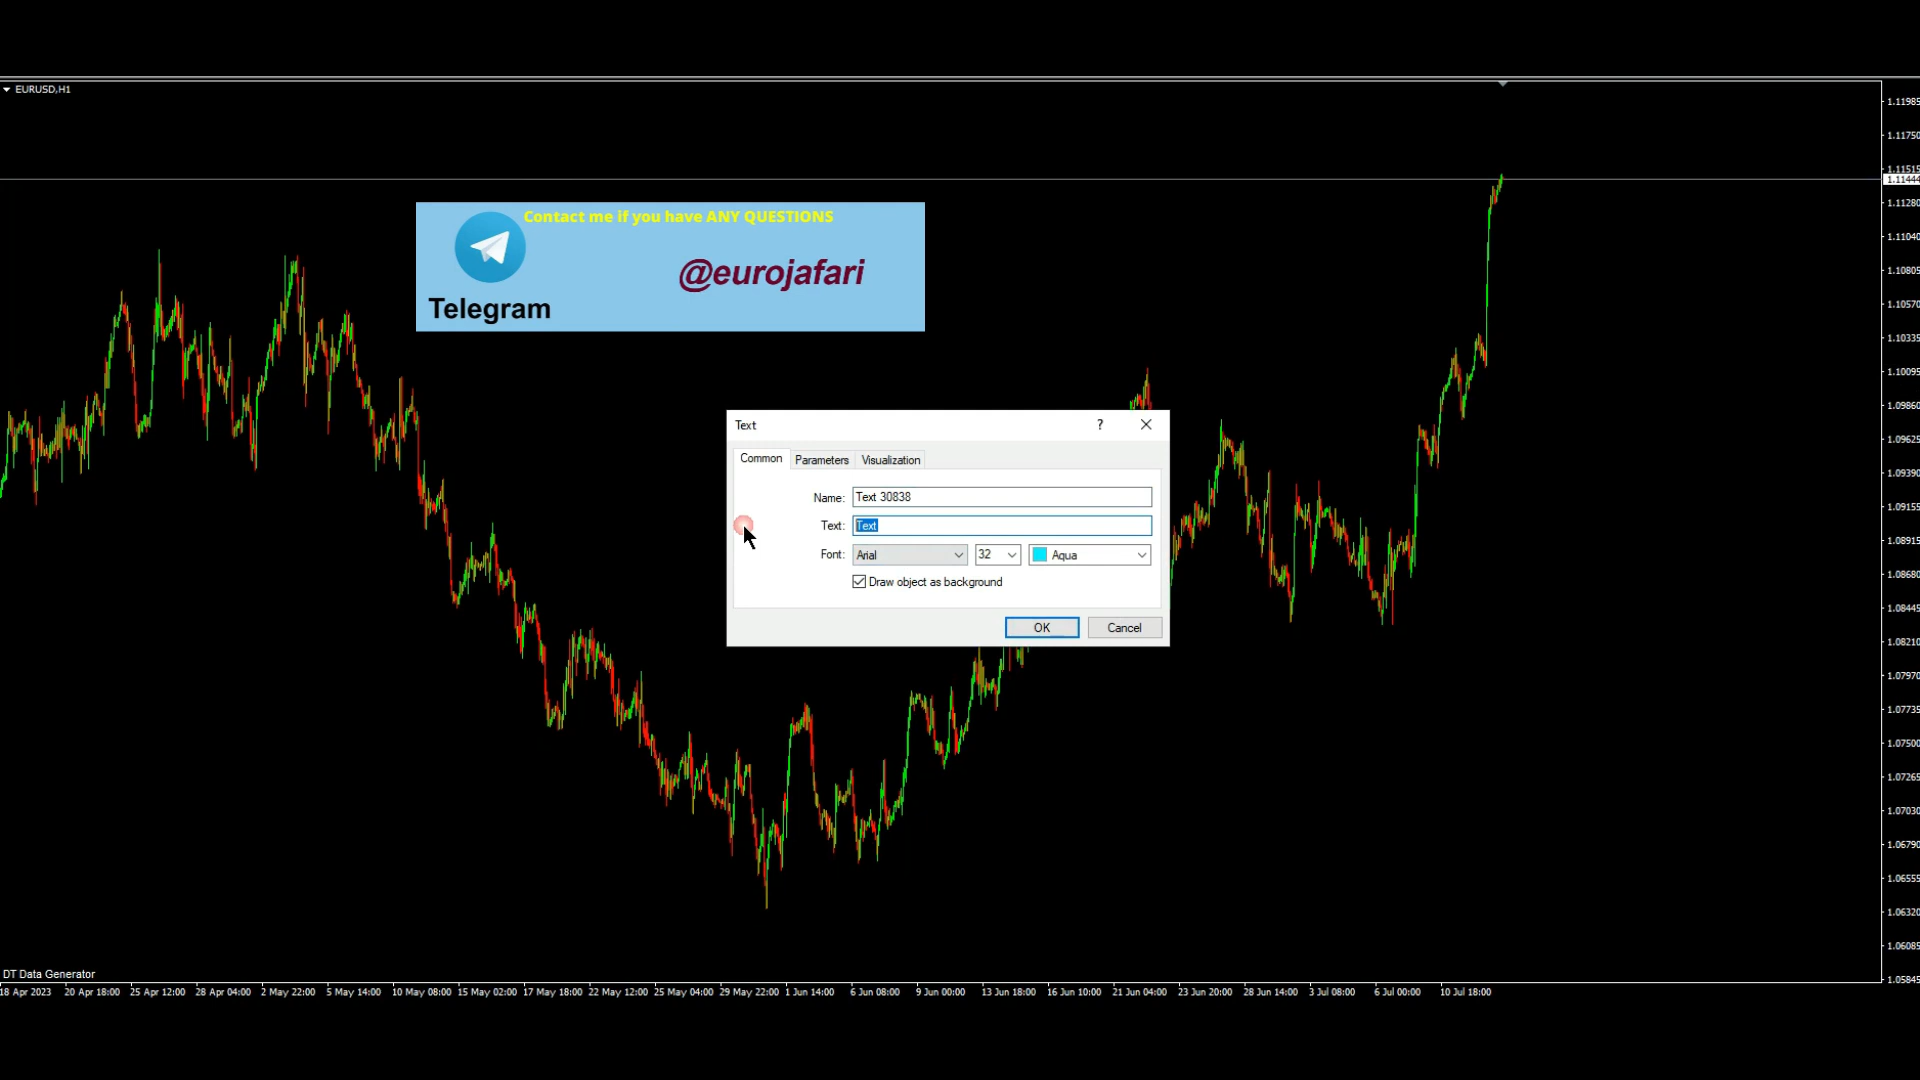 EURUSD,H1
1.11985
1.11750
1.11515
1.11444
1.11280
1.11040
1.10805
1.10570
1.10335
1.10095
1.09860
1.09625
1.09390
1.09155
1.08915
1.08680
1.08445
1.08210
1.07970
1.07735
1.07500
1.07265
1.07030
1.06790
1.06555
1.06320
1.06085
1.05845
Contact me if you have ANY QUESTIONS
@eurojafari
Telegram
Text
?
Common Parameters Visualization
Name: Text 30838
Text: Text
Font: Arial 32 Aqua
Draw object as background
OK Cancel
DT Data Generator
18 Apr 2023 20 Apr 18:00 25 Apr 12:00 28 Apr 04:00 2 May 22:00 5 May 14:00 10 May 08:00 15 May 02:00 17 May 18:00 22 May 12:00 25 May 04:00 29 May 22:00 1 Jun 14:00 6 Jun 08:00 9 Jun 00:00 13 Jun 18:00 16 Jun 10:00 21 Jun 04:00 23 Jun 20:00 28 Jun 14:00 3 Jul 08:00 6 Jul 00:00 10 Jul 18:00